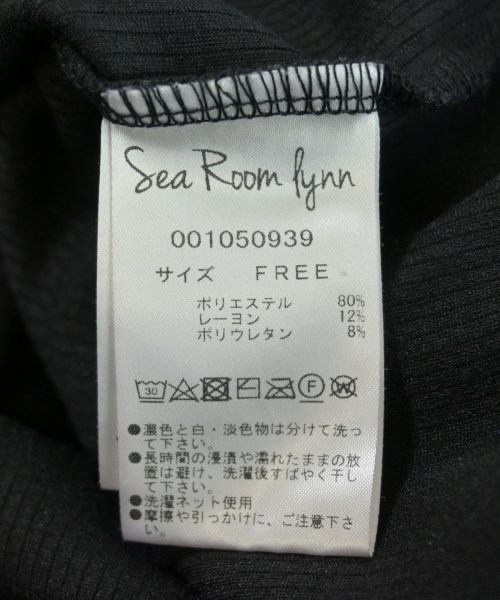 Sea Room lynn
001050939
サイズ FREE
ポリエステル 80%
レーヨン 12%
ポリウレタン 8%
30 F W
●濃色と白・淡色物は分けて洗っ
て下さい。
●長時間の浸漬や濡れたままの放
置は避け、洗濯後すばやく干し
て下さい。
●洗濯ネット使用
●摩擦や引っかけに、ご注意下さ
い。